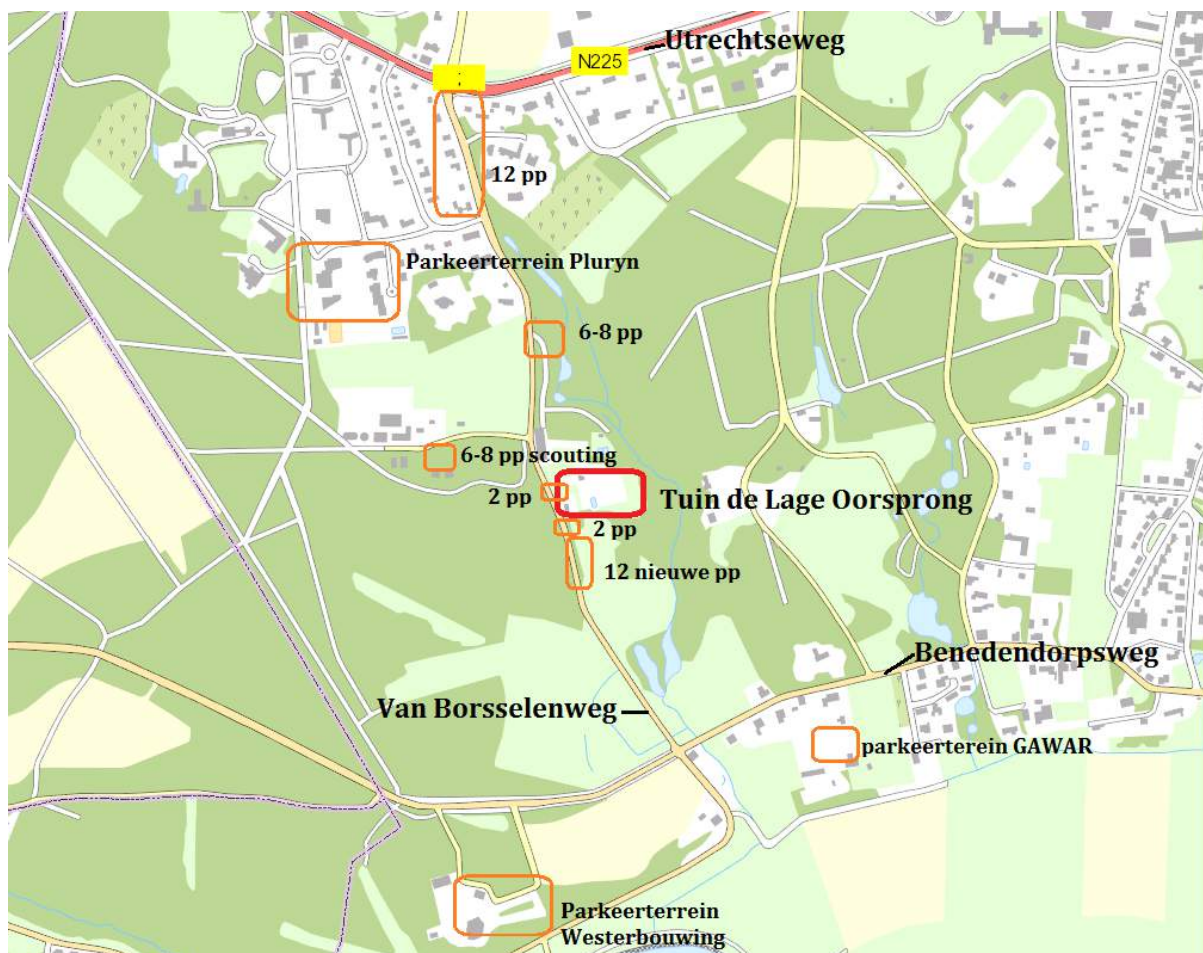 Utrechtseweg
N225
;
12 pp
Parkeerterrein Pluryn
6-8 pp
6-8 pp scouting
2 pp
Tuin de Lage Oorsprong
2 pp
12 nieuwe pp
Benedendorpsweg
Van Borsselenweg
parkeerterein GAWAR
Parkeerterrein
Westerbouwing